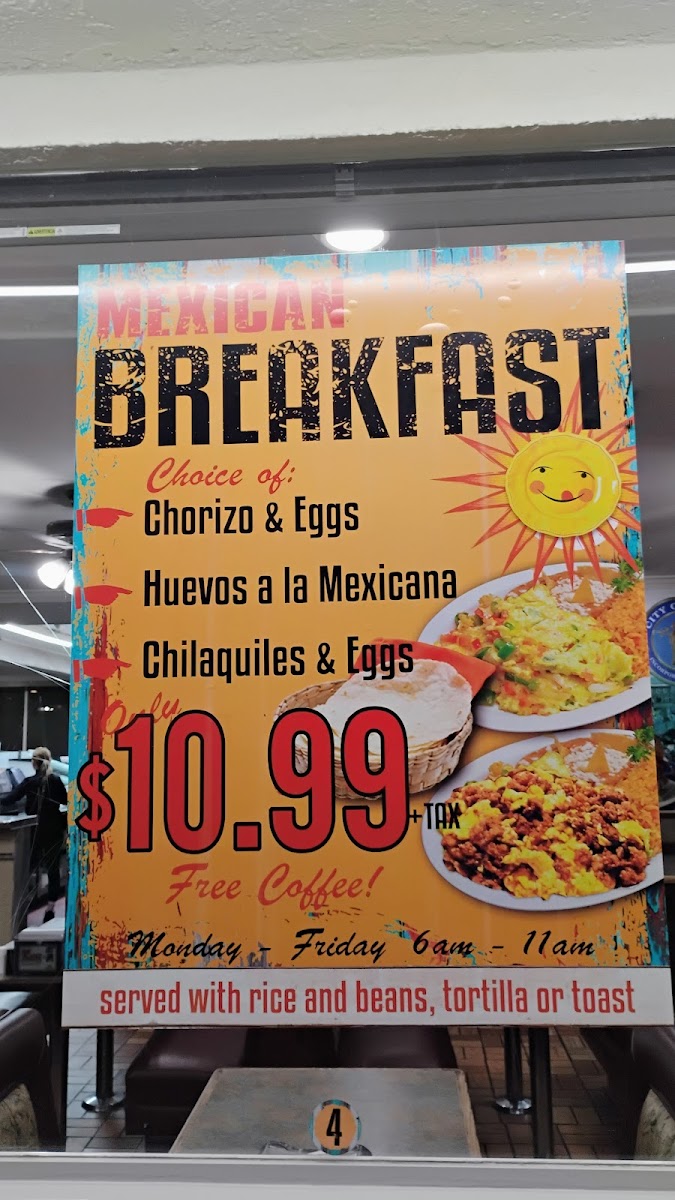 MEXICAN
BREAKFAST
Choice of:
Chorizo & Eggs
Huevos a la Mexicana
Chilaquiles & Eggs
Only
$10.99 + TAX
Free Coffee!
Monday - Friday 6am - 11am
served with rice and beans, tortilla or toast
4
CITY